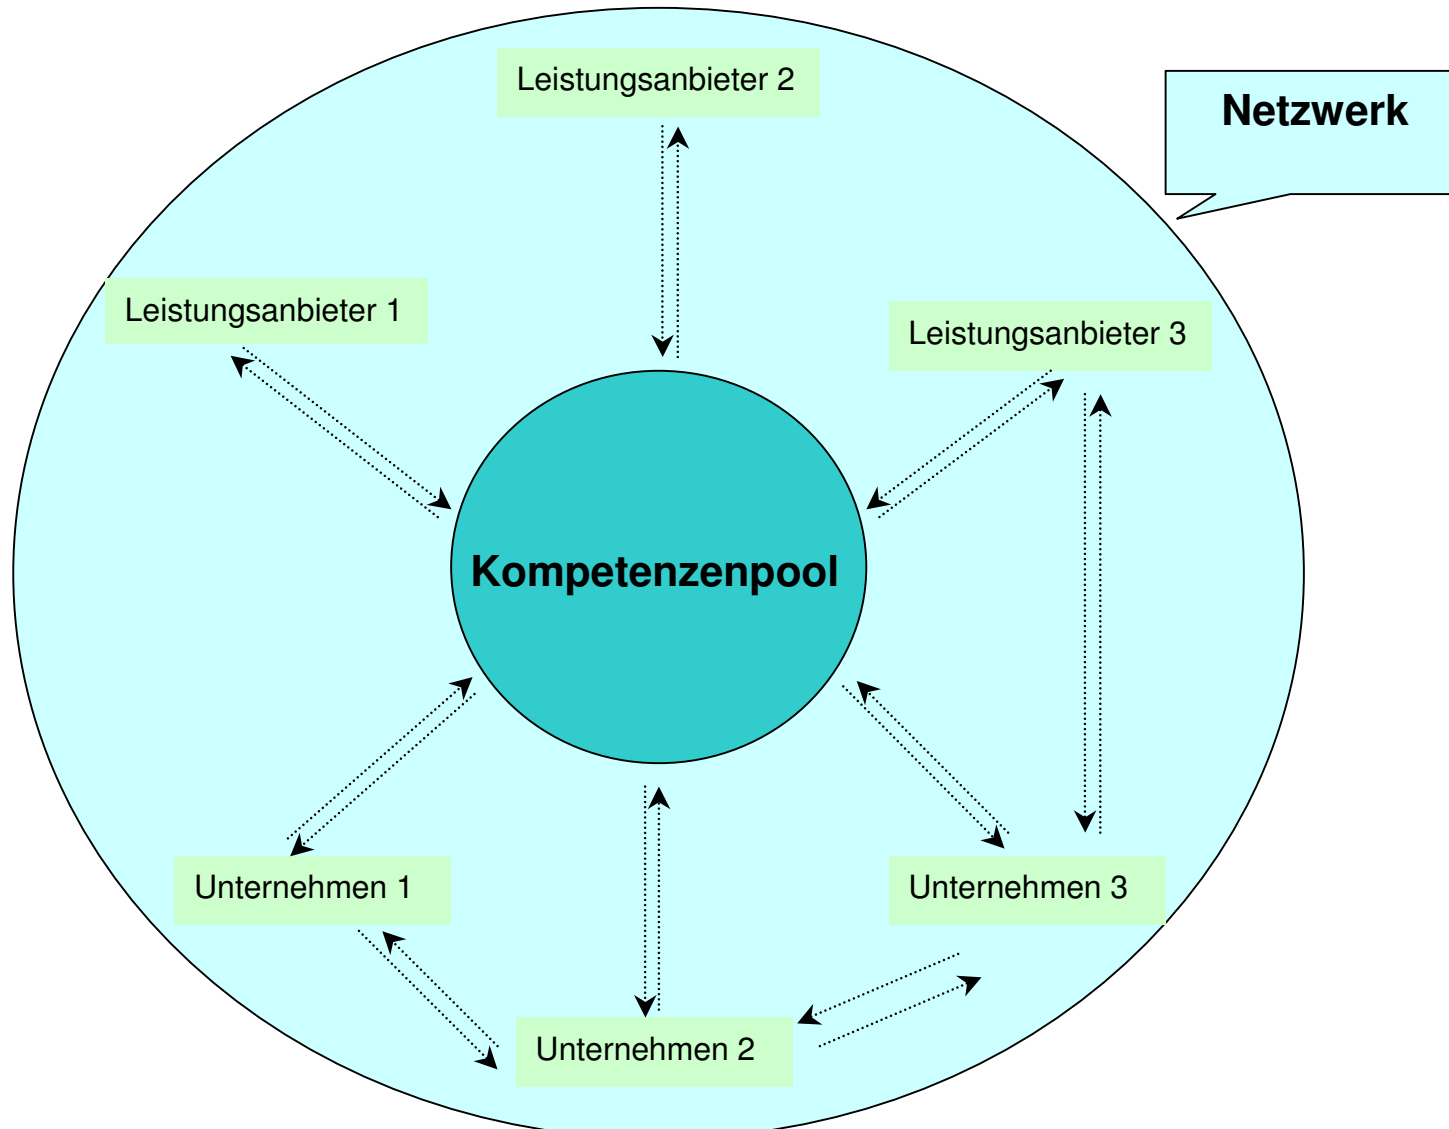 Leistungsanbieter 2
Netzwerk
Leistungsanbieter 1
Leistungsanbieter 3
Kompetenzenpool
Unternehmen 1
Unternehmen 3
Unternehmen 2